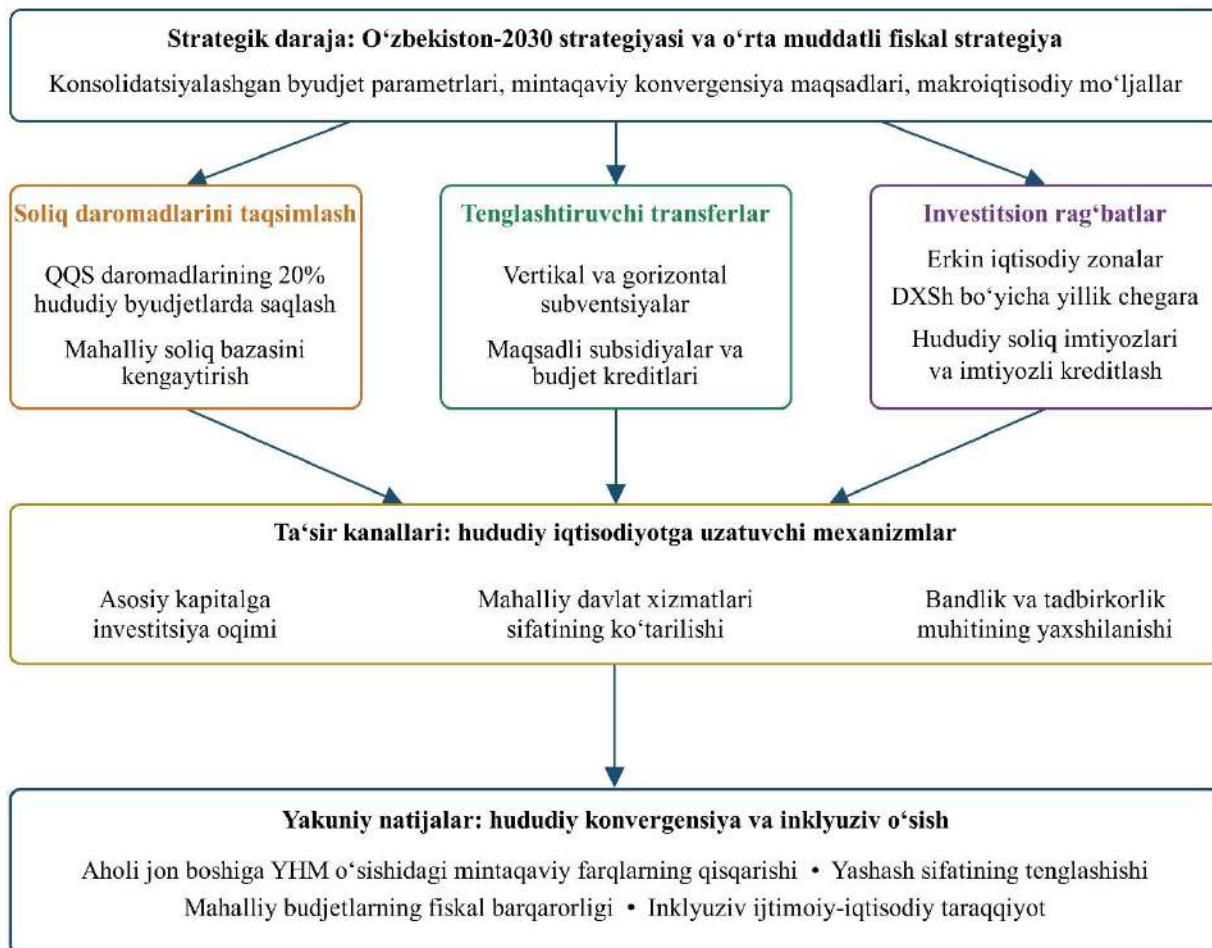 Strategik daraja: O‘zbekiston-2030 strategiyasi va o‘rta muddatli fiskal strategiya
Konsolidatsiyalashgan byudjet parametrlari, mintaqaviy konvergensiya maqsadlari, makroiqtisodiy mo‘ljallar
Soliq daromadlarini taqsimlash
QQS daromadlarining 20%
hududiy byudjetlarda saqlash
Mahalliy soliq bazasini
kengaytirish
Tenglashtiruvchi transferlar
Vertikal va gorizontal
subventsiyalar
Maqsadli subsidiyalar va
budjet kreditlari
Investitsion rag‘batlar
Erkin iqtisodiy zonalar
DXSh bo‘yicha yillik chegara
Hududiy soliq imtiyozlari
va imtiyozli kreditlash
Ta‘sir kanallari: hududiy iqtisodiyotga uzatuvchi mexanizmlar
Asosiy kapitalga
investitsiya oqimi
Mahalliy davlat xizmatlari
sifatining ko‘tarilishi
Bandlik va tadbirkorlik
muhitining yaxshilanishi
Yakuniy natijalar: hududiy konvergensiya va inklyuziv o‘sish
Aholi jon boshiga YHM o‘sishidagi mintaqaviy farqlarning qisqarishi • Yashash sifatining tenglashishi
Mahalliy budjetlarning fiskal barqarorligi • Inklyuziv ijtimoiy-iqtisodiy taraqqiyot